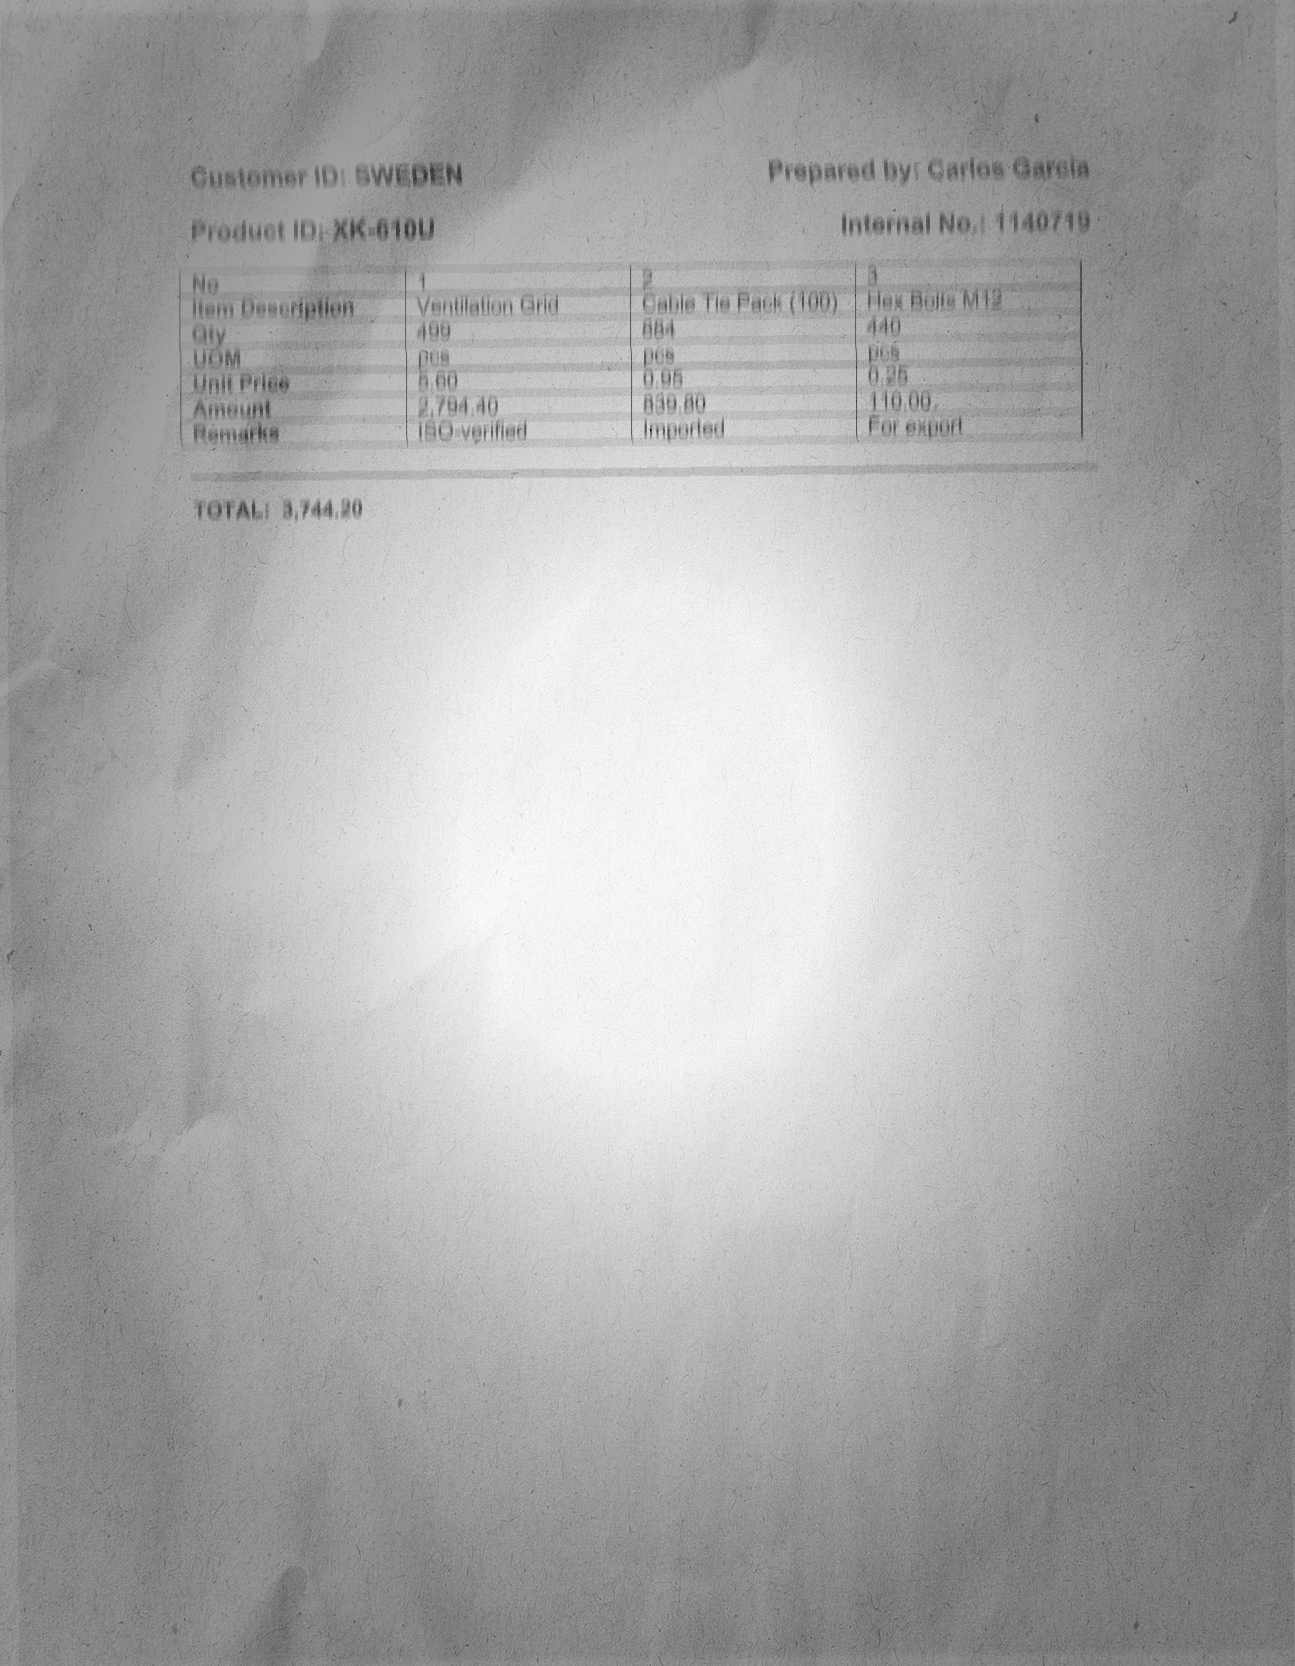 Customer ID: SWEDEN Prepared by: Carlos Garcia
Product ID: XK-610U Internal No.: 1140719
No 1 2 3
Item Description Ventilation Grid Cable Tie Pack (100) Hex Bolts M12
Qty 499 884 440
UOM pcs pcs pcs
Unit Price 5.60 0.95 0.25
Amount 2,794.40 839.80 110.00
Remarks ISO-verified Imported For export
TOTAL: 3,744.20